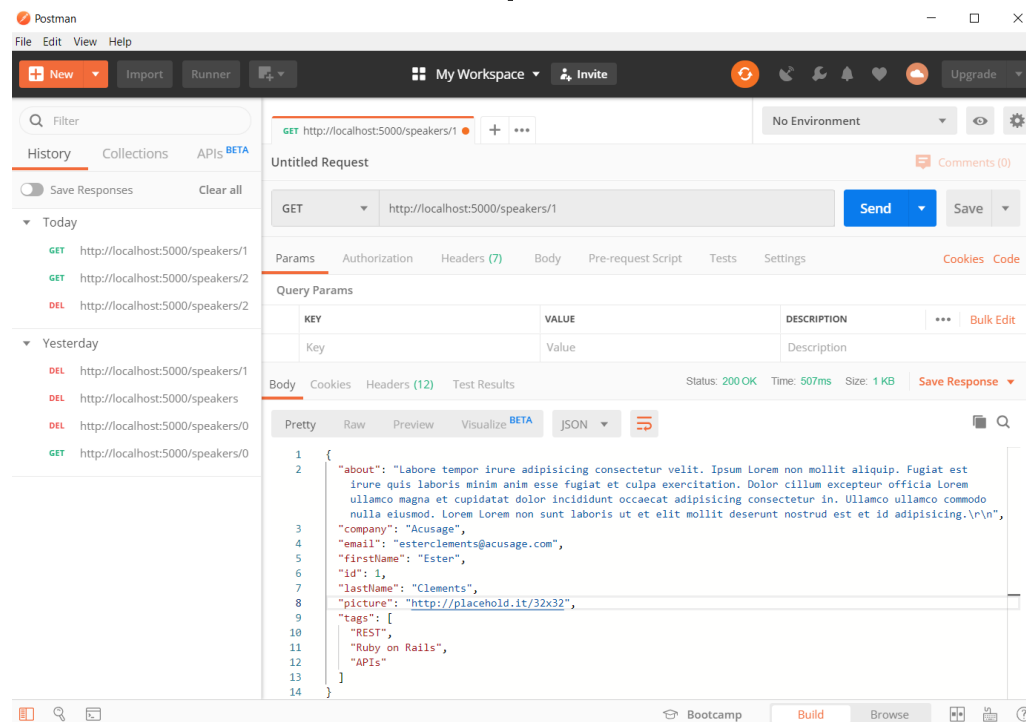 Postman
File Edit View Help
New Import Runner My Workspace Invite Upgrade
Filter
History Collections APIs BETA
Save Responses Clear all
Today
GET http://localhost:5000/speakers/1
GET http://localhost:5000/speakers/2
DEL http://localhost:5000/speakers/2
Yesterday
DEL http://localhost:5000/speakers/1
DEL http://localhost:5000/speakers
DEL http://localhost:5000/speakers/0
GET http://localhost:5000/speakers/0
GET http://localhost:5000/speakers/1
No Environment
Untitled Request
Comments (0)
GET http://localhost:5000/speakers/1 Send Save
Params Authorization Headers (7) Body Pre-request Script Tests Settings Cookies Code
Query Params
KEY VALUE DESCRIPTION Bulk Edit
Key Value Description
Body Cookies Headers (12) Test Results Status: 200 OK Time: 507ms Size: 1 KB Save Response
Pretty Raw Preview Visualize BETA JSON
1 {
2 "about": "Labore tempor irure adipisicing consectetur velit. Ipsum Lorem non mollit aliquip. Fugiat est
irure quis laboris minim anim esse fugiat et culpa exercitation. Dolor cillum excepteur officia Lorem
ullamco magna et cupidatat dolor incididunt occaecat adipisicing consectetur in. Ullamco ullamco commodo
nulla eiusmod. Lorem Lorem non sunt laboris ut et elit mollit deserunt nostrud est et id adipisicing.\r\n",
3 "company": "Acusage",
4 "email": "esterclements@acusage.com",
5 "firstName": "Ester",
6 "id": 1,
7 "lastName": "Clements",
8 "picture": "http://placehold.it/32x32",
9 "tags": [
10 "REST",
11 "Ruby on Rails",
12 "APIs"
13 ]
14 }
Bootcamp Build Browse